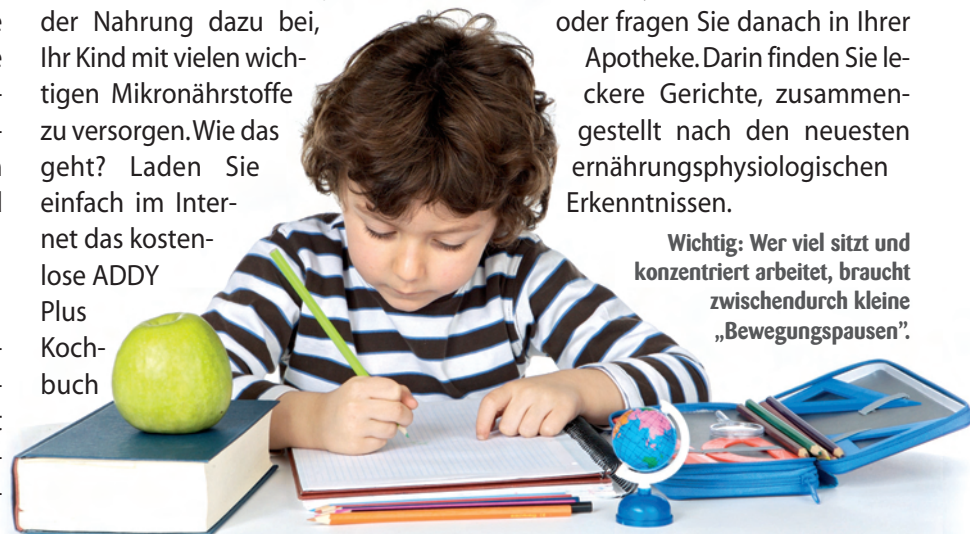 der Nahrung dazu bei,
Ihr Kind mit vielen wich-
tigen Mikronährstoffe
zu versorgen. Wie das
geht? Laden Sie
einfach im Inter-
net das kosten-
lose ADDY
Plus
Koch-
buch
oder fragen Sie danach in Ihrer
Apotheke. Darin finden Sie le-
ckere Gerichte, zusammen-
gestellt nach den neuesten
ernährungsphysiologischen
Erkenntnissen.
Wichtig: Wer viel sitzt und
konzentriert arbeitet, braucht
zwischendurch kleine
„Bewegungspausen”.